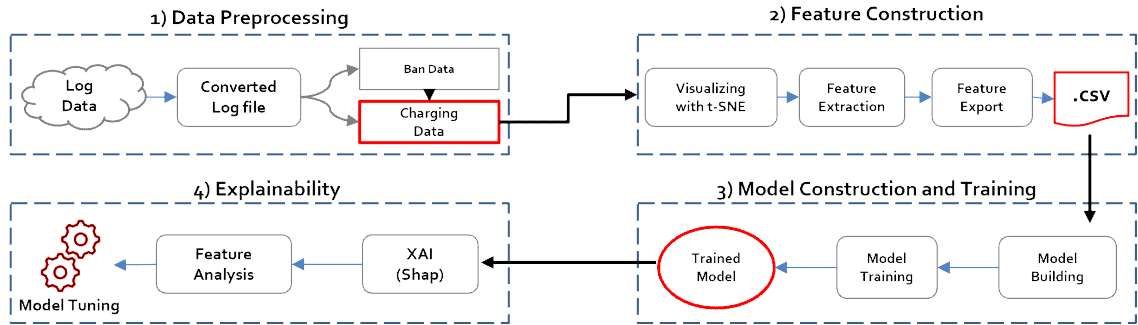 1) Data Preprocessing
Log
Data
Converted
Log file
Ban Data
Charging
Data
2) Feature Construction
Visualizing
with t-SNE
Feature
Extraction
Feature
Export
.CSV
3) Model Construction and Training
Model
Building
Model
Training
Trained
Model
4) Explainability
XAI
(Shap)
Feature
Analysis
Model Tuning